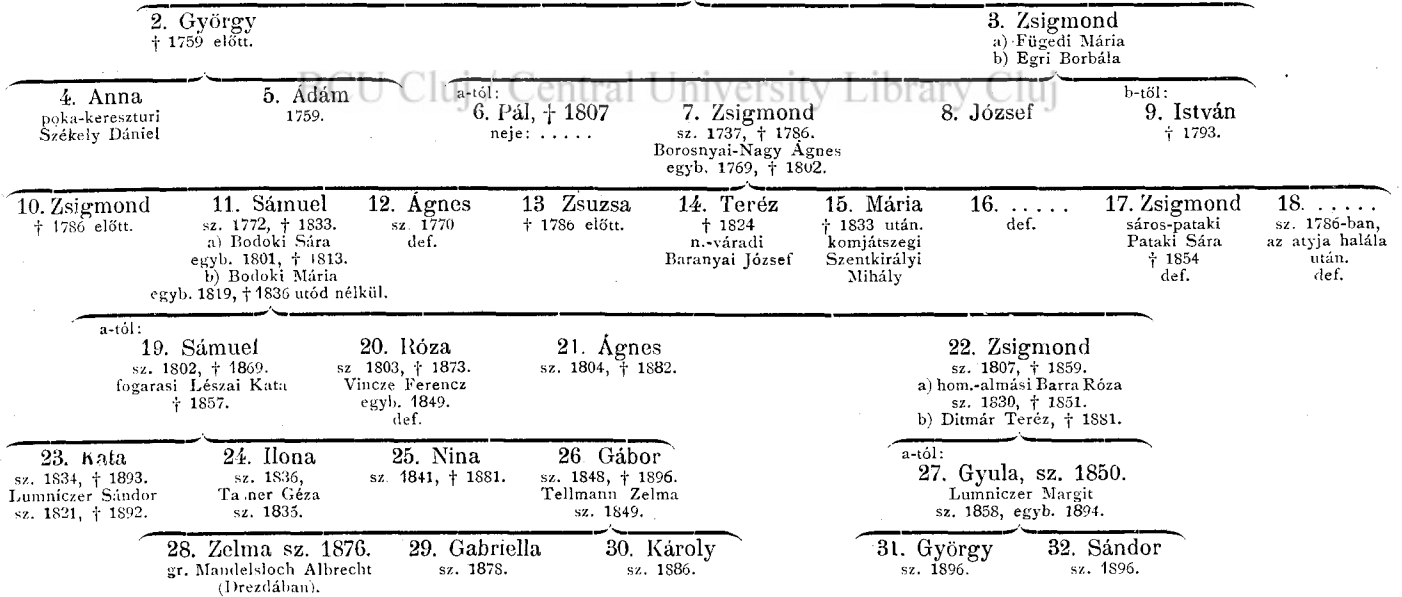 2. György
† 1759 előtt.
3. Zsigmond
a) Fügedi Mária
b) Egri Borbála
BCU Cluj / Central University Library Cluj
4. Anna
poka-kereszturi
Székely Dániel
5. Ádám
1759.
a-tól:
6. Pál, † 1807
neje: . . . . .
7. Zsigmond
sz. 1737, † 1786.
Borosnyai-Nagy Ágnes
egyb. 1769, † 1802.
8. József
b-től:
9. István
† 1793.
10. Zsigmond
† 1786 előtt.
11. Sámuel
sz. 1772, † 1833.
a) Bodoki Sára
egyb. 1801, † 1813.
b) Bodoki Mária
egyb. 1819, † 1836 utód nélkül.
12. Ágnes
sz. 1770
def.
13 Zsuzsa
† 1786 előtt.
14. Teréz
† 1824
n.-váradi
Baranyai József
15. Mária
† 1833 után.
komjátszegi
Szentkirályi
Mihály
16. . . . . .
def.
17. Zsigmond
sáros-pataki
Pataki Sára
† 1854
def.
18. . . . . .
sz. 1786-ban,
az atyja halála
után.
def.
a-tól:
19. Sámuel
sz. 1802, † 1869.
fogarasi Lészai Kata
† 1857.
20. Róza
sz 1803, † 1873.
Vincze Ferencz
egyb. 1849.
def.
21. Ágnes
sz. 1804, † 1882.
22. Zsigmond
sz. 1807, † 1859.
a) hom.-almási Barra Róza
sz. 1830, † 1851.
b) Ditmár Teréz, † 1881.
23. Kata
sz. 1834, † 1893.
Lumniczer Sándor
sz. 1821, † 1892.
24. Ilona
sz. 1836,
Géza
sz. 1835.
25. Nina
sz. 1841, † 1881.
26 Gábor
sz. 1848, † 1896.
Tellmann Zelma
sz. 1849.
a-tól:
27. Gyula, sz. 1850.
Lumniczer Margit
sz. 1858, egyb. 1894.
28. Zelma sz. 1876.
gr. Mandelsloch Albrecht
(Drezdában).
29. Gabriella
sz. 1878.
30. Károly
sz. 1886.
31. György
sz. 1896.
32. Sándor
sz. 1896.